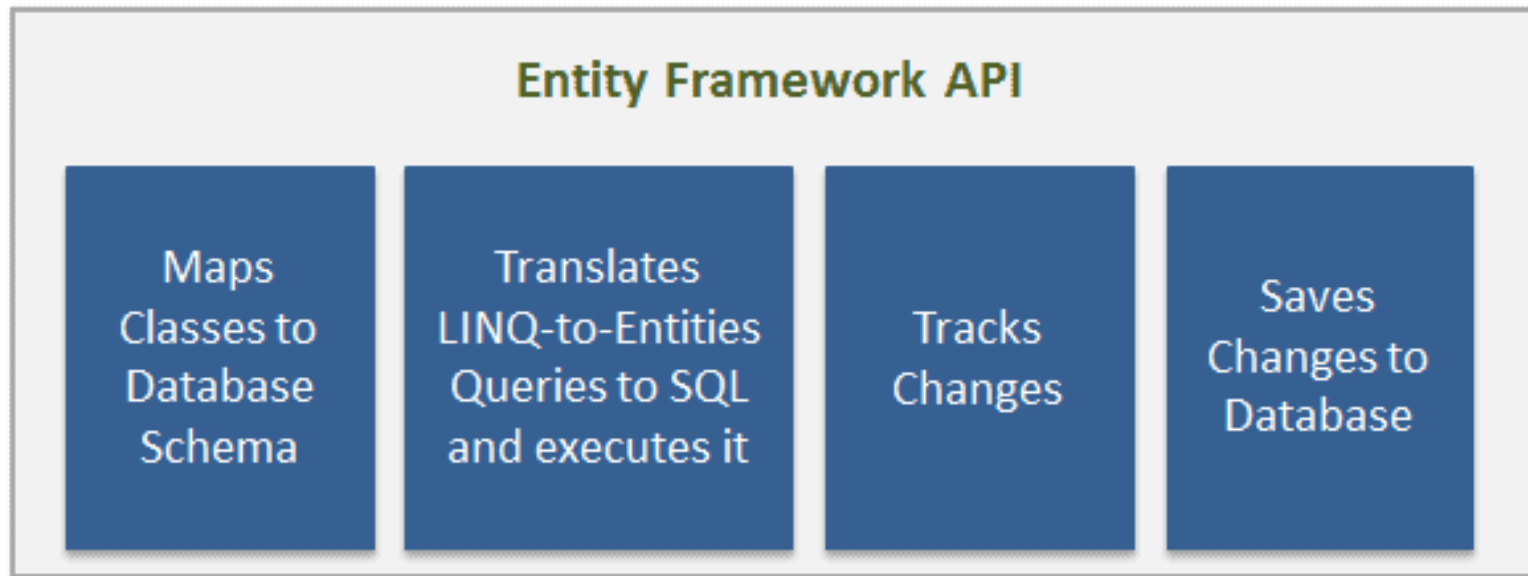 Entity Framework API
Maps
Classes to
Database
Schema
Translates
LINQ-to-Entities
Queries to SQL
and executes it
Tracks
Changes
Saves
Changes to
Database